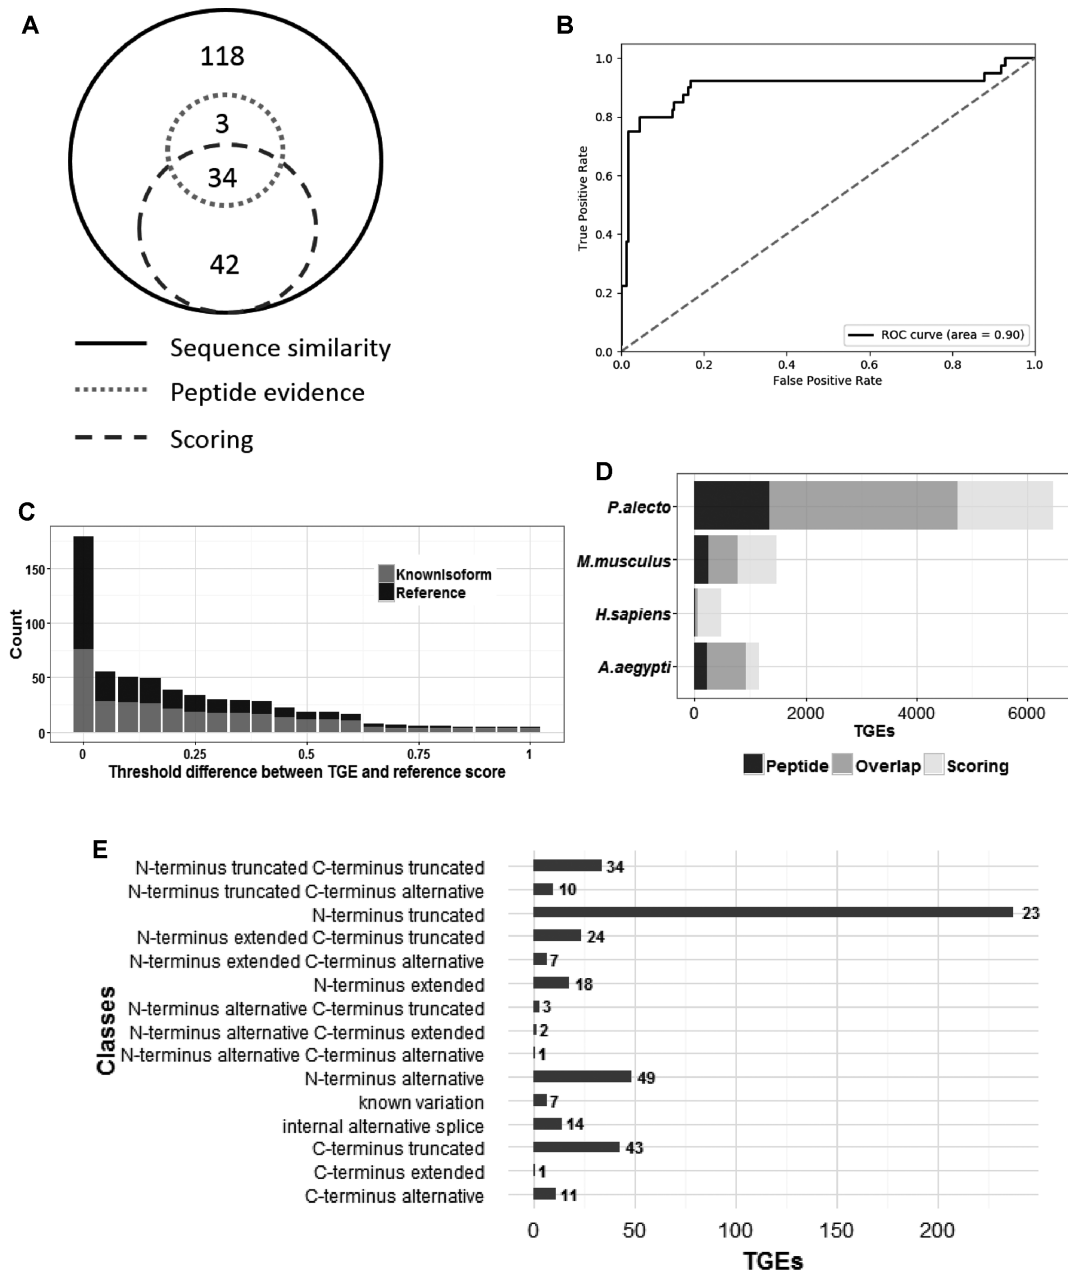 A
118
3
34
42
Sequence similarity
Peptide evidence
Scoring
B
1.0
0.8
0.6
0.4
0.2
0.0
True Positive Rate
ROC curve (area = 0.90)
0.0 0.2 0.4 0.6 0.8 1.0
False Positive Rate
C
150
100
50
0
Count
KnownIsoform
Reference
0 0.25 0.5 0.75 1
Threshold difference between TGE and reference score
D
P.alecto
M.musculus
H.sapiens
A.aegypti
0 2000 4000 6000
TGEs
Peptide Overlap Scoring
E
Classes
N-terminus truncated C-terminus truncated 34
N-terminus truncated C-terminus alternative 10
N-terminus truncated 23
N-terminus extended C-terminus truncated 24
N-terminus extended C-terminus alternative 7
N-terminus extended 18
N-terminus alternative C-terminus truncated 3
N-terminus alternative C-terminus extended 2
N-terminus alternative C-terminus alternative 1
N-terminus alternative 49
known variation 7
internal alternative splice 14
C-terminus truncated 43
C-terminus extended 1
C-terminus alternative 11
0 50 100 150 200
TGEs